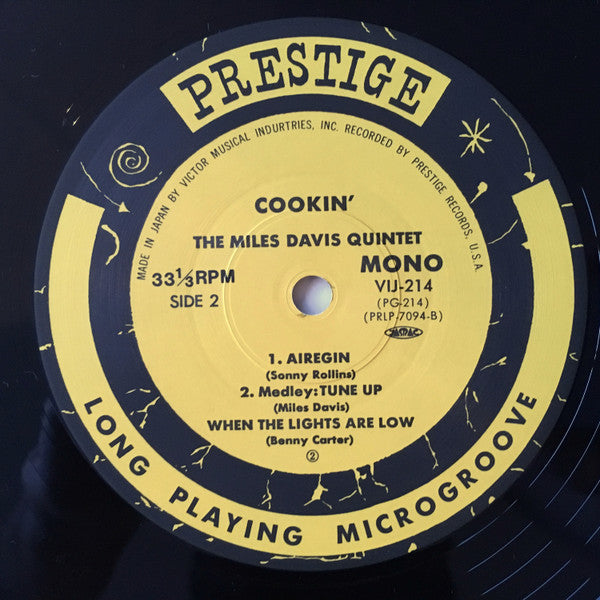 PRESTIGE
MADE IN JAPAN BY VICTOR MUSICAL INDURTRIES, INC. RECORDED BY PRESTIGE RECORDS, U.S.A.
COOKIN'
THE MILES DAVIS QUINTET
33⅓RPM
MONO
SIDE 2
VIJ-214
(PG-214)
(PRLP-7094-B)
1. AIREGIN
(Sonny Rollins)
2. Medley:TUNE UP
(Miles Davis)
WHEN THE LIGHTS ARE LOW
(Benny Carter)
②
LONG PLAYING MICROGROOVE